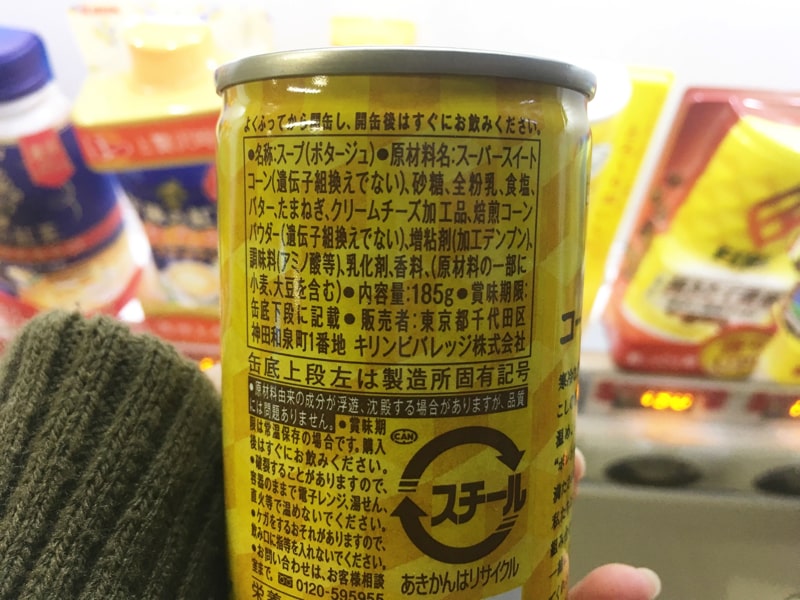 よくふってから開缶し、開缶後はすぐにお飲みください。
●名称:スープ(ポタージュ)●原材料名:スーパースイート
コーン(遺伝子組換えでない)、砂糖、全粉乳、食塩、
バター、たまねぎ、クリームチーズ加工品、焙煎コーン
パウダー(遺伝子組換えでない)、増粘剤(加工デンプン)、
調味料(アミノ酸等)、乳化剤、香料、(原材料の一部に
小麦、大豆を含む)●内容量:185g●賞味期限:
缶底下段に記載●販売者:東京都千代田区
神田和泉町1番地 キリンビバレッジ株式会社
缶底上段左は製造所固有記号
●原材料由来の成分が浮遊、沈殿する場合がありますが、品質
には問題ありません。●賞味期
限は常温保存の場合です。購入
後はすぐにお飲みください。
●破損することがありますので、
容器のままで電子レンジ、湯せん、
直火等で温めないでください。
●ケガをするおそれがありますので、
飲み口に指等を入れないでください。
●お問い合わせは、お客様相談
室まで。 0120-595955
CAN
スチール
あきかんはリサイクル